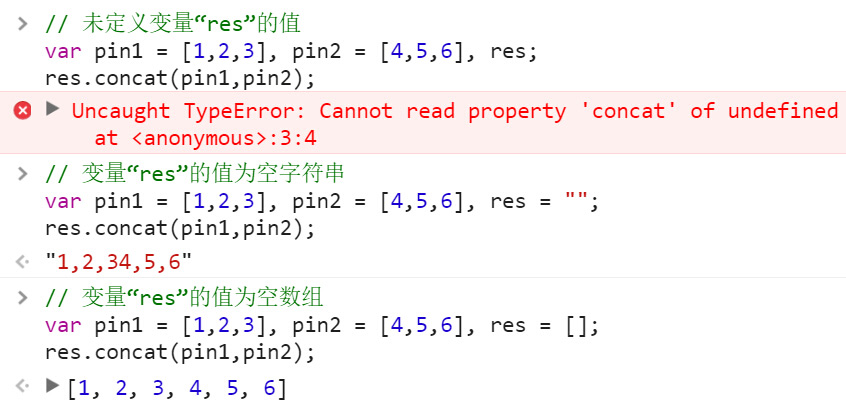 // 未定义变量“res”的值
var pin1 = [1,2,3], pin2 = [4,5,6], res;
res.concat(pin1,pin2);
Uncaught TypeError: Cannot read property 'concat' of undefined
at <anonymous>:3:4
// 变量“res”的值为空字符串
var pin1 = [1,2,3], pin2 = [4,5,6], res = "";
res.concat(pin1,pin2);
"1,2,34,5,6"
// 变量“res”的值为空数组
var pin1 = [1,2,3], pin2 = [4,5,6], res = [];
res.concat(pin1,pin2);
[1, 2, 3, 4, 5, 6]